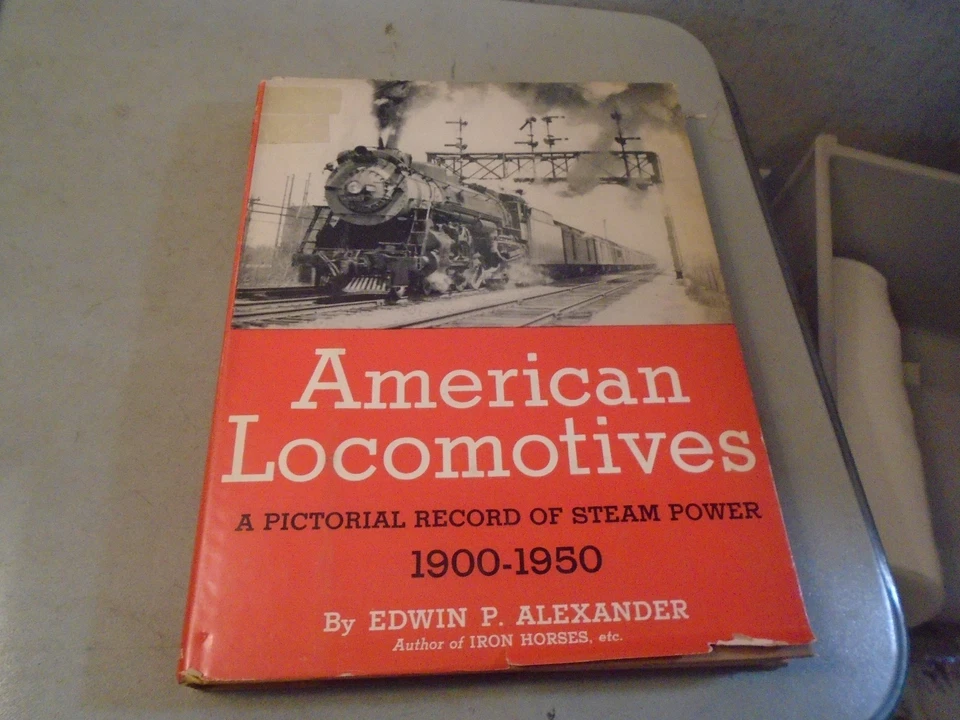 American
Locomotives
A PICTORIAL RECORD OF STEAM POWER
1900-1950
By EDWIN P. ALEXANDER
Author of IRON HORSES, etc.